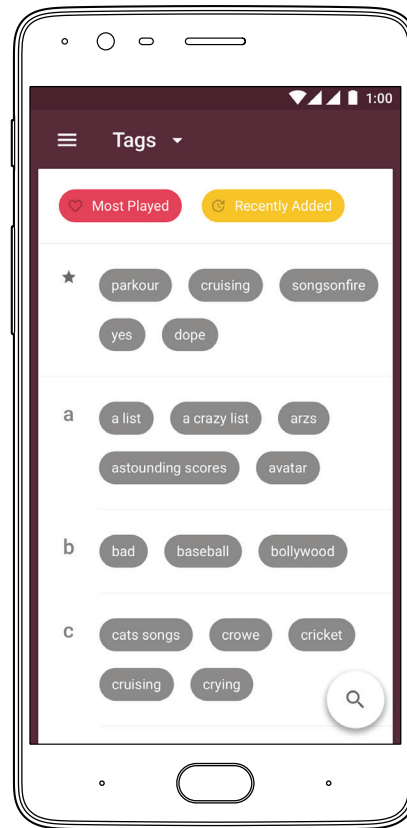 1:00
Tags
Most Played Recently Added
parkour cruising songsonfire
yes dope
a a list a crazy list arzs
astounding scores avatar
b bad baseball bollywood
c cats songs crowe cricket
cruising crying